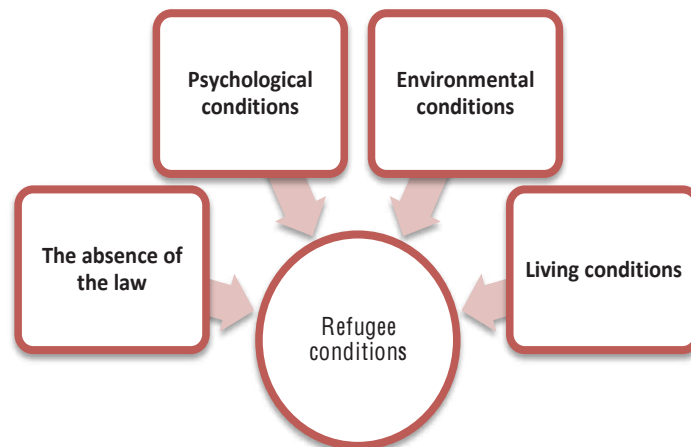 Psychological
conditions
Environmental
conditions
The absence of
the law
Living conditions
Refugee
conditions